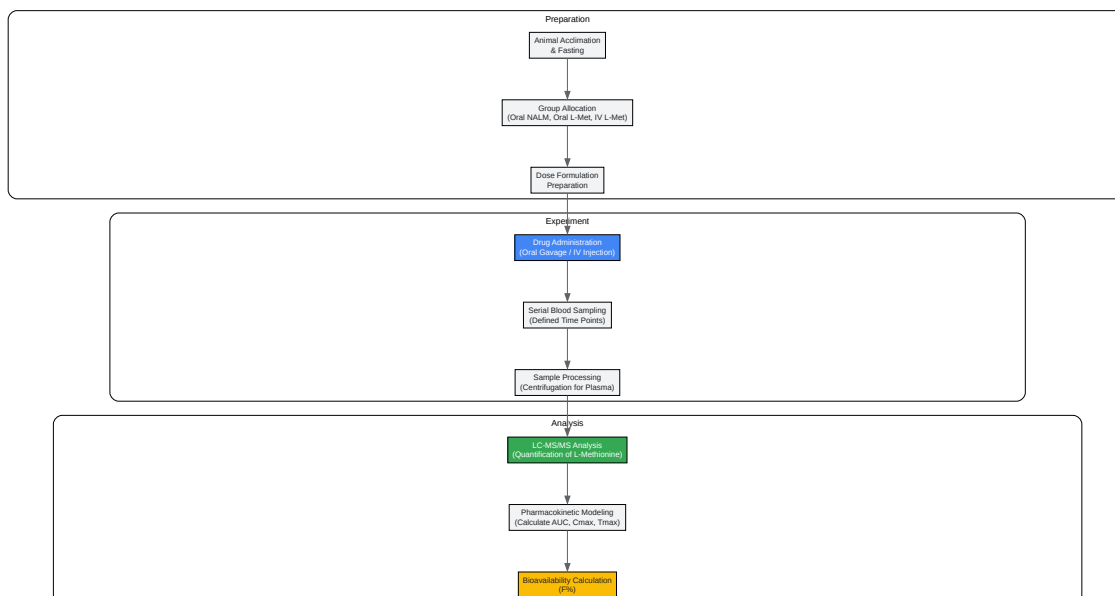 Preparation
Animal Acclimation
& Fasting
Group Allocation
(Oral NALM, Oral L-Met, IV L-Met)
Dose Formulation
Preparation
Experiment
Drug Administration
(Oral Gavage / IV Injection)
Serial Blood Sampling
(Defined Time Points)
Sample Processing
(Centrifugation for Plasma)
Analysis
LC-MS/MS Analysis
(Quantification of L-Methionine)
Pharmacokinetic Modeling
(Calculate AUC, Cmax, Tmax)
Bioavailability Calculation
(F%)